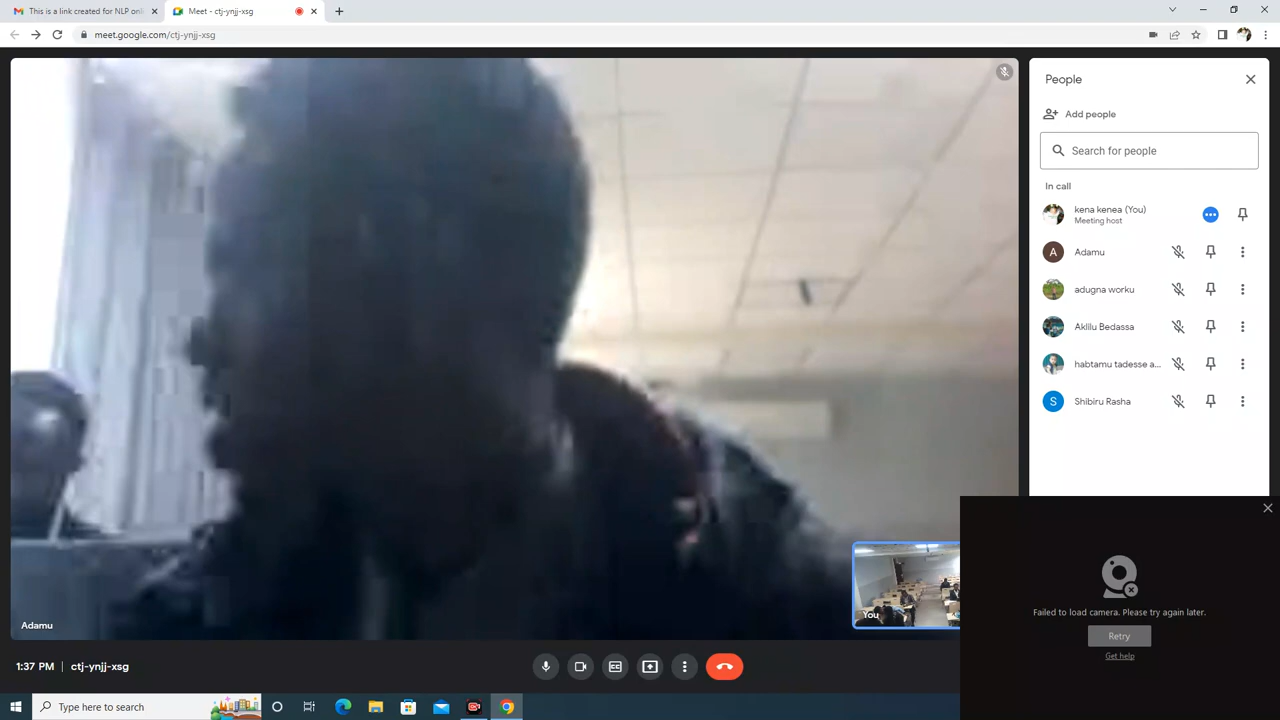 This is a link created for NLP onli
Meet - ctj-ynjj-xsg
meet.google.com/ctj-ynjj-xsg
People
Add people
Search for people
In call
kena kenea (You)
Meeting host
A
Adamu
adugna worku
Aklilu Bedassa
habtamu tadesse a...
S
Shibiru Rasha
Adamu
You
Failed to load camera. Please try again later.
Retry
Get help
1:37 PM | ctj-ynjj-xsg
Type here to search